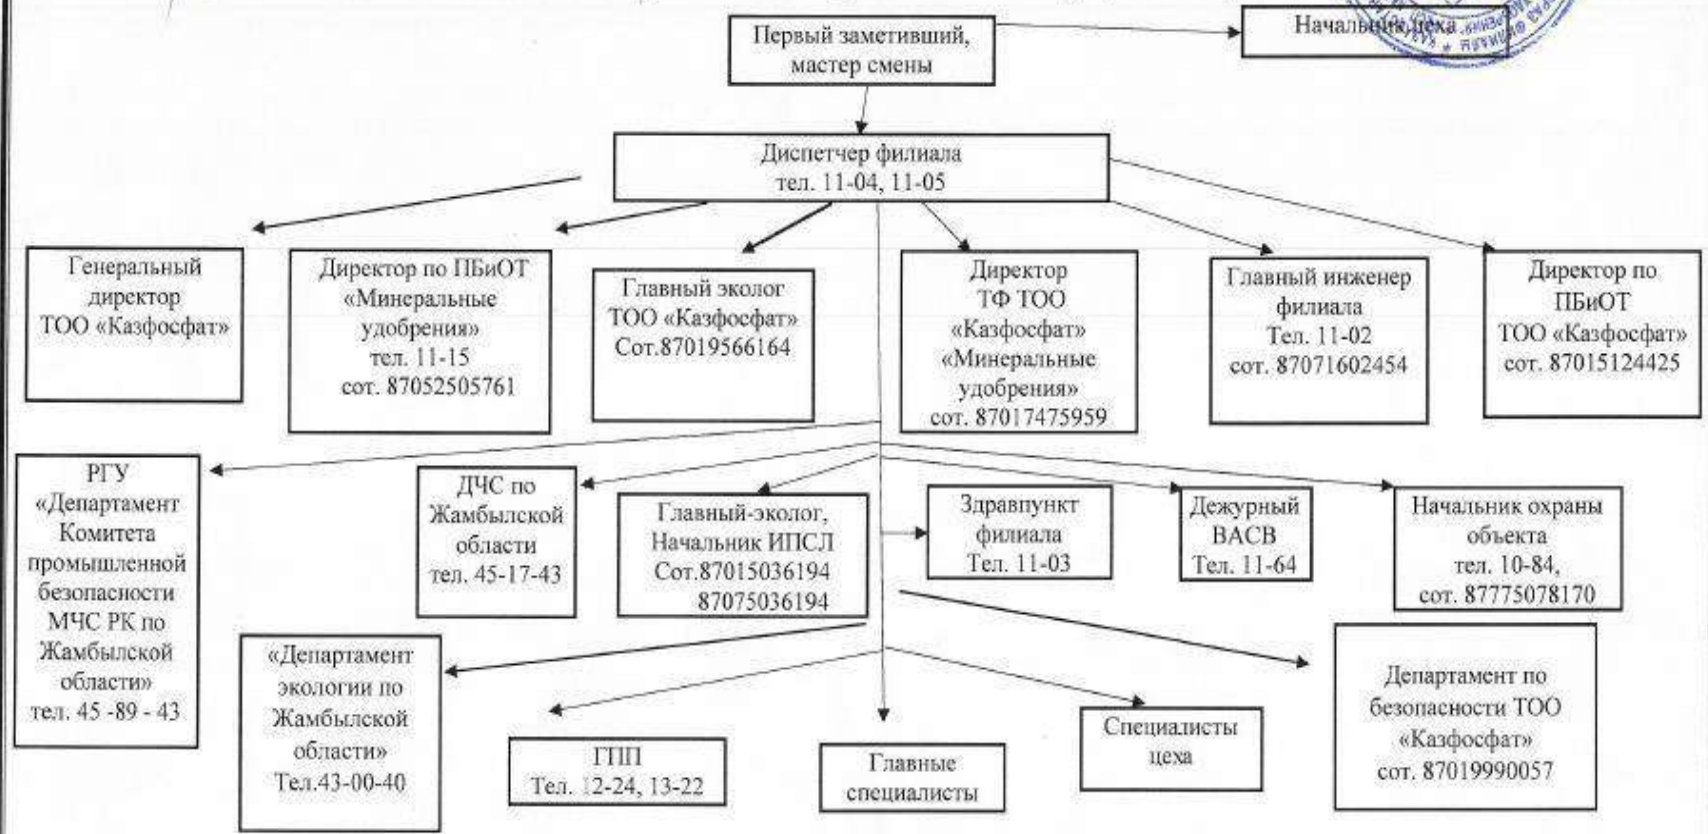 Первый заметивший,
мастер смены
Начальник цеха
Диспетчер филиала
тел. 11-04, 11-05
Генеральный
директор
ТОО «Казфосфат»
Директор по ПБиОТ
«Минеральные
удобрения»
тел. 11-15
сот. 87052505761
Главный эколог
ТОО «Казфосфат»
Сот.87019566164
Директор
ТФ ТОО
«Казфосфат»
«Минеральные
удобрения»
сот. 87017475959
Главный инженер
филиала
Тел. 11-02
сот. 87071602454
Директор по
ПБиОТ
ТОО «Казфосфат»
сот. 87015124425
РГУ
«Департамент
Комитета
промышленной
безопасности
МЧС РК по
Жамбылской
области»
тел. 45 -89 - 43
ДЧС по
Жамбылской
области
тел. 45-17-43
Главный-эколог,
Начальник ИПСЛ
Сот.87015036194
87075036194
Здравпункт
филиала
Тел. 11-03
Дежурный
ВАСВ
Тел. 11-64
Начальник охраны
объекта
тел. 10-84,
сот. 87775078170
«Департамент
экологии по
Жамбылской
области»
Тел.43-00-40
ГПП
Тел. 12-24, 13-22
Главные
специалисты
Специалисты
цеха
Департамент по
безопасности ТОО
«Казфосфат»
сот. 87019990057